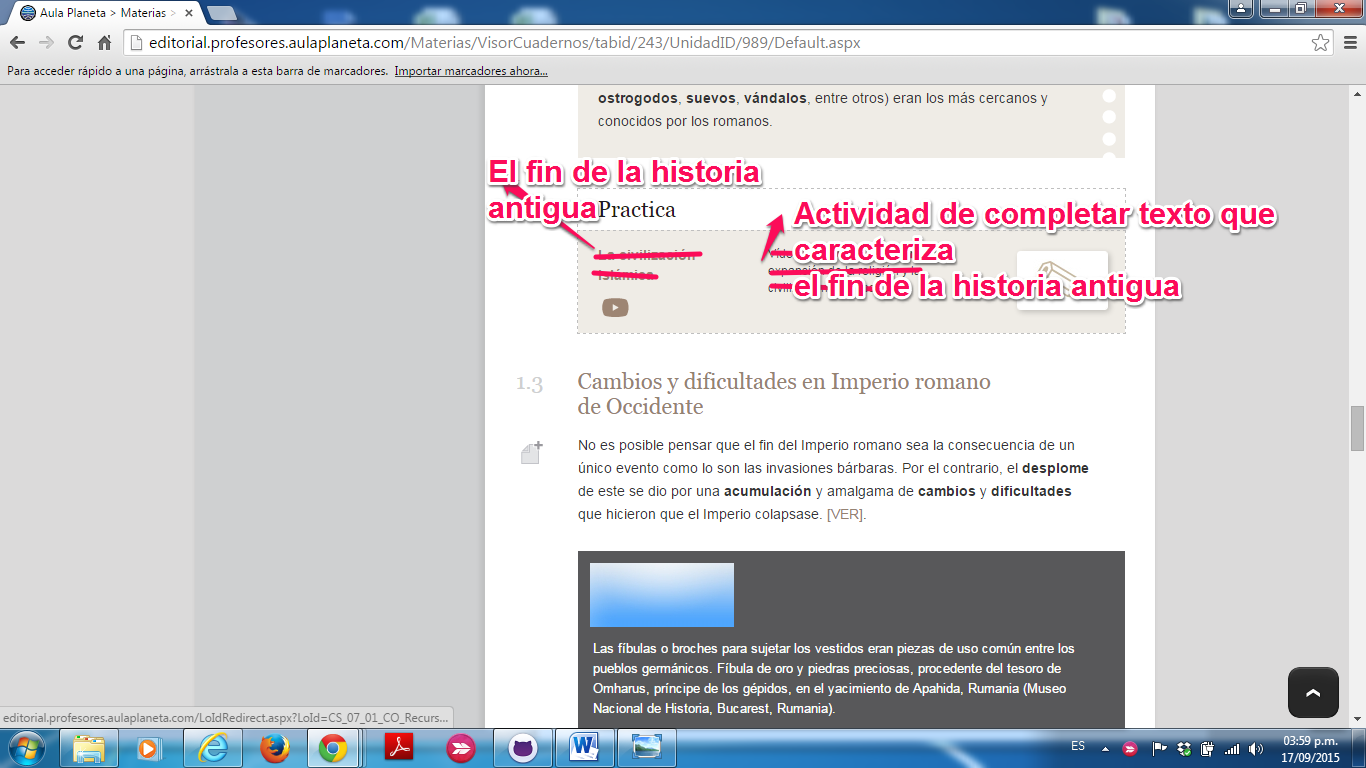 Aula Planeta > Materias >
editorial.profesores.aulaplaneta.com/Materias/VisorCuadernos/tabid/243/UnidadID/989/Default.aspx
Para acceder rápido a una página, arrástrala a esta barra de marcadores. Importar marcadores ahora...
ostrogodos, suevos, vándalos, entre otros) eran los más cercanos y
conocidos por los romanos.
El fin de la historia
antigua
Practica
Actividad de completar texto que
caracteriza
el fin de la historia antigua
La civilización
islámica
expansión de la religión y la
1.3
Cambios y dificultades en Imperio romano
de Occidente
No es posible pensar que el fin del Imperio romano sea la consecuencia de un
único evento como lo son las invasiones bárbaras. Por el contrario, el desplome
de este se dio por una acumulación y amalgama de cambios y dificultades
que hicieron que el Imperio colapsase. [VER].
Las fíbulas o broches para sujetar los vestidos eran piezas de uso común entre los
pueblos germánicos. Fíbula de oro y piedras preciosas, procedente del tesoro de
Omharus, príncipe de los gépidos, en el yacimiento de Apahida, Rumania (Museo
Nacional de Historia, Bucarest, Rumania).
editorial.profesores.aulaplaneta.com/LoIdRedirect.aspx?LoId=CS_07_01_CO_Recurs...
ES
03:59 p.m.
17/09/2015